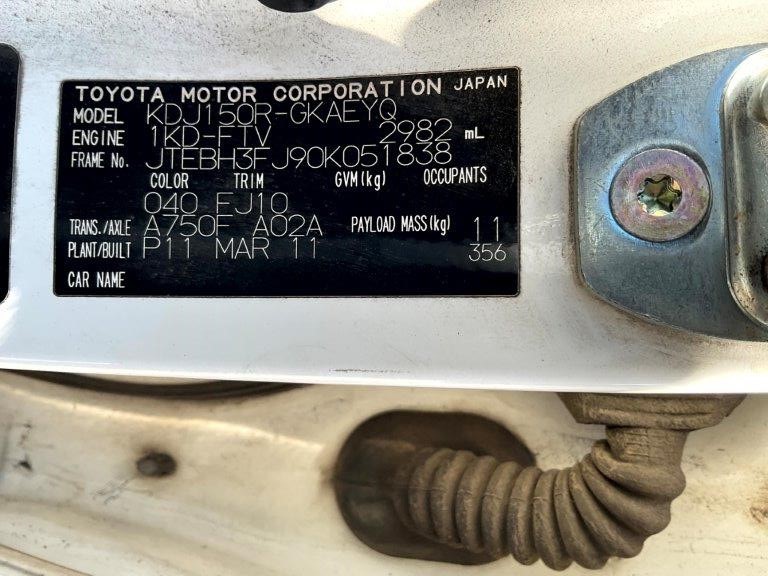 TOYOTA MOTOR CORPORATION JAPAN
MODEL KDJ150R-GKAEYQ
ENGINE 1KD-FTV 2982 mL
FRAME No. JTEBH3FJ90K051838
COLOR TRIM GVM(kg) OCCUPANTS
040 FJ10
TRANS./AXLE A750F A02A PAYLOAD MASS(kg) 11
PLANT/BUILT P11 MAR 11 356
CAR NAME